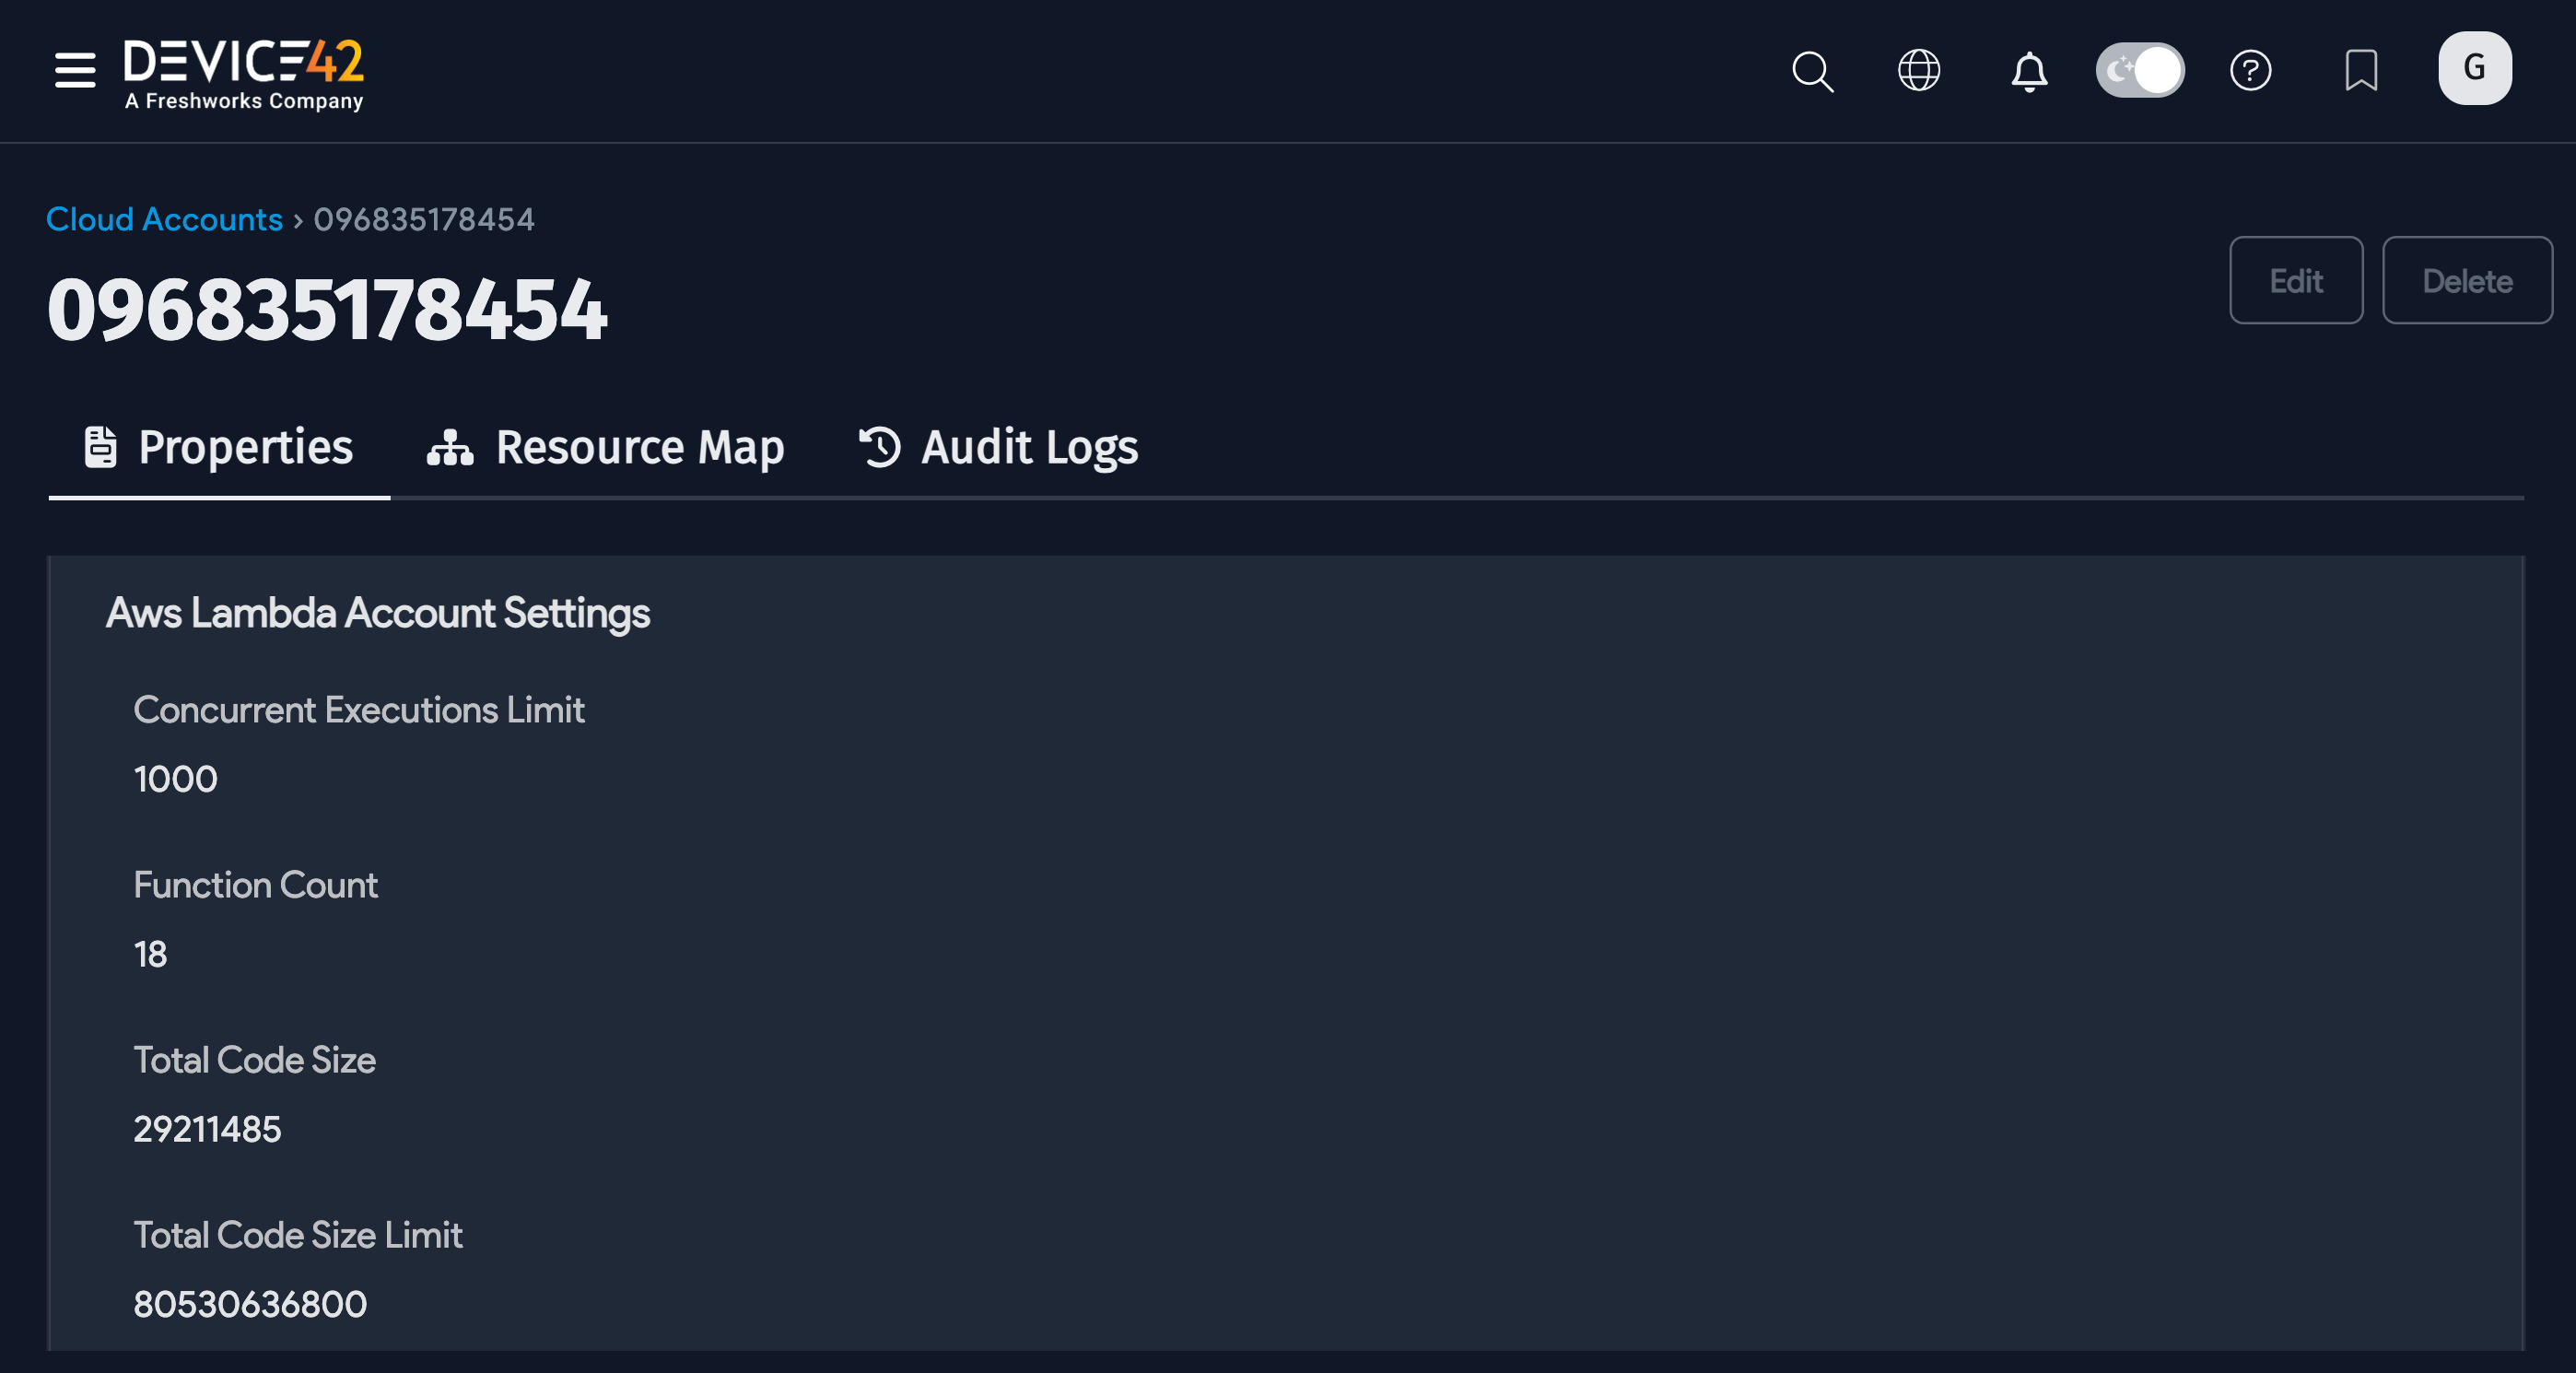 DEVICE42
A Freshworks Company
G
Cloud Accounts › 096835178454
096835178454
Edit
Delete
Properties
Resource Map
Audit Logs
Aws Lambda Account Settings
Concurrent Executions Limit
1000
Function Count
18
Total Code Size
29211485
Total Code Size Limit
80530636800